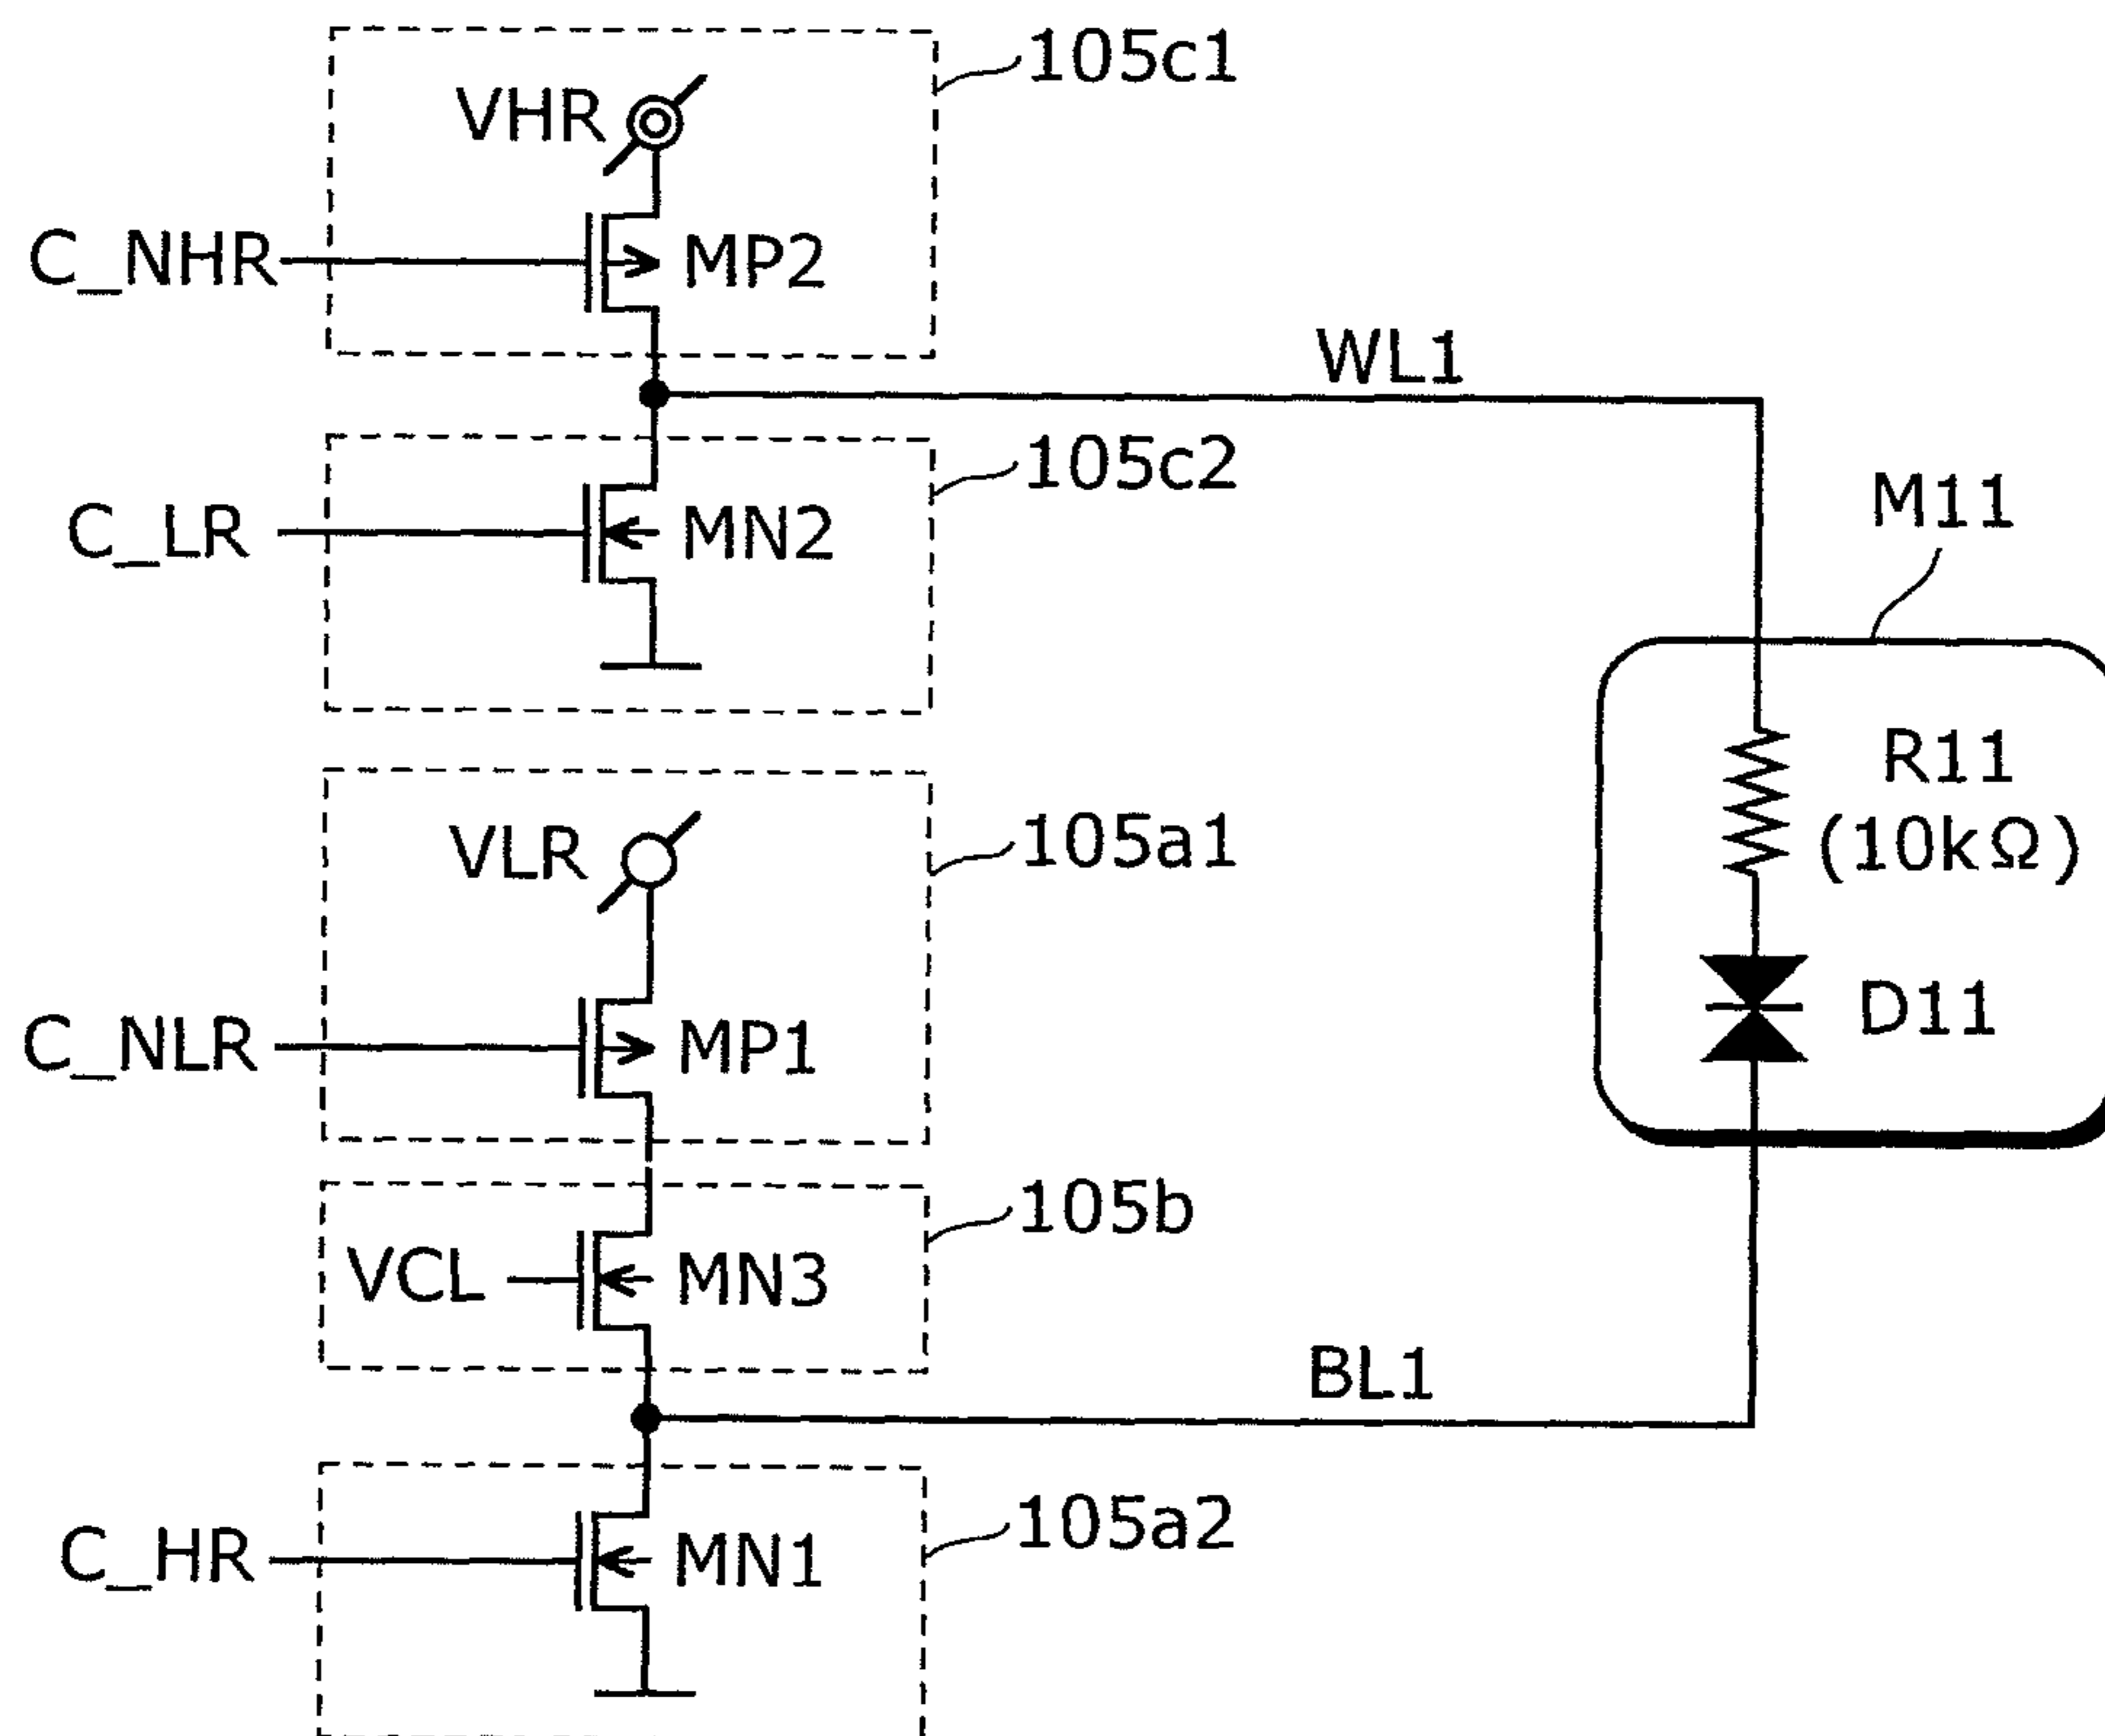 105c1
VHR
C_NHR
MP2
WL1
105c2
C_LR
MN2
M11
R11
(10kΩ)
D11
105a1
VLR
C_NLR
MP1
105b
VCL
MN3
BL1
105a2
C_HR
MN1